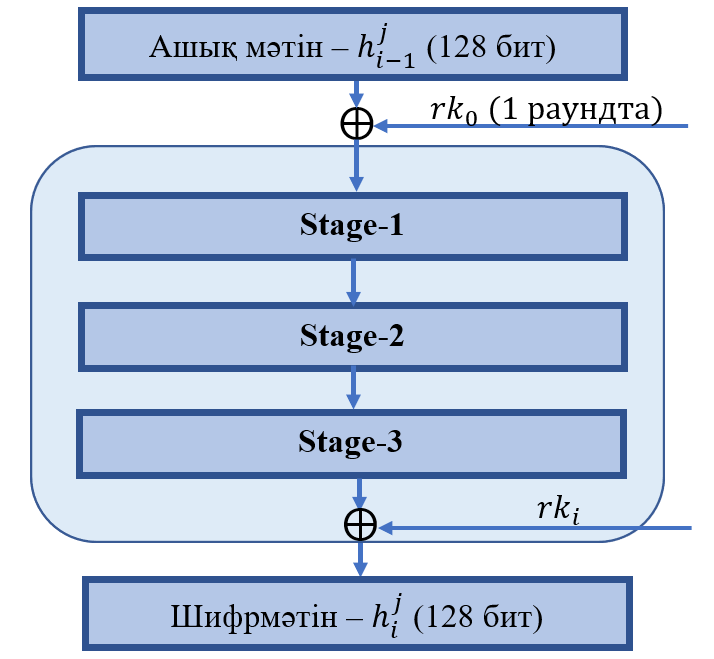 Ашық мәтін – $h_{i-1}^{j}$ (128 бит)
$rk_0$ (1 раундта)
Stage-1
Stage-2
Stage-3
$rk_i$
Шифрмәтін – $h_i^{j}$ (128 бит)